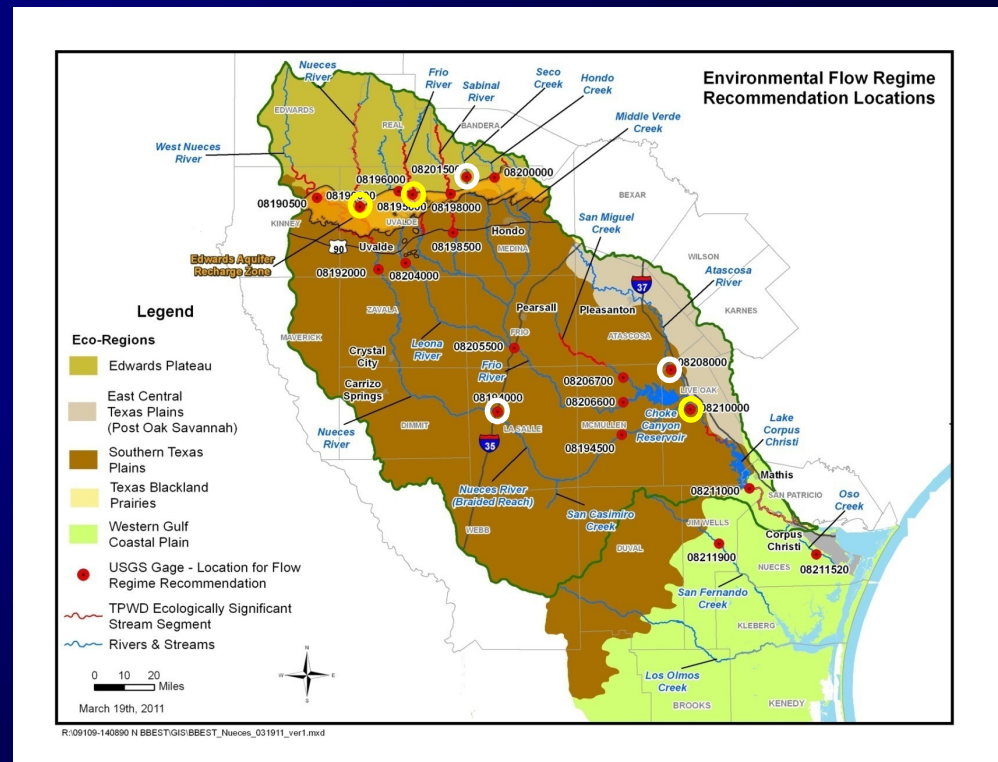 Environmental Flow Regime
Recommendation Locations
Nueces
River
Frio
River
Sabinal
River
Seco
Creek
Hondo
Creek
Middle Verde
Creek
West Nueces
River
EDWARDS
REAL
BANDERA
08196000
08200000
08190500
08198000
08198500
KINNEY
UVALDE
90
Uvalde
Hondo
MEDINA
BEXAR
San Miguel
Creek
Edwards Aquifer
Recharge Zone
08192000
08204000
WILSON
Atascosa
River
37
KARNES
ZAVALA
MAVERICK
Pearsall
Pleasanton
FRIO
ATASCOSA
Leona
River
08205500
Crystal
City
Carrizo
Springs
Frio
River
08208000
08206700
LIVE OAK
08194000
08206600
08210000
Choke
Canyon
Reservoir
Lake
Corpus
Christi
DIMMIT
LA SALLE
MCMULLEN
Nueces
River
35
08194500
Mathis
Nueces River
(Braided Reach)
San Casimiro
Creek
08211000
SAN PATRICIO
Oso
Creek
WEBB
JIM WELLS
DUVAL
Corpus
Christi
08211900
NUECES
08211520
San Fernando
Creek
KLEBERG
Los Olmos
Creek
BROOKS
KENEDY
Legend
Eco-Regions
Edwards Plateau
East Central
Texas Plains
(Post Oak Savannah)
Southern Texas
Plains
Texas Blackland
Prairies
Western Gulf
Coastal Plain
USGS Gage - Location for Flow
Regime Recommendation
TPWD Ecologically Significant
Stream Segment
Rivers & Streams
0 10 20
Miles
N
W
E
S
March 19th, 2011
R:\09109-140890 N BBEST\GIS\BBEST_Nueces_031911_ver1.mxd